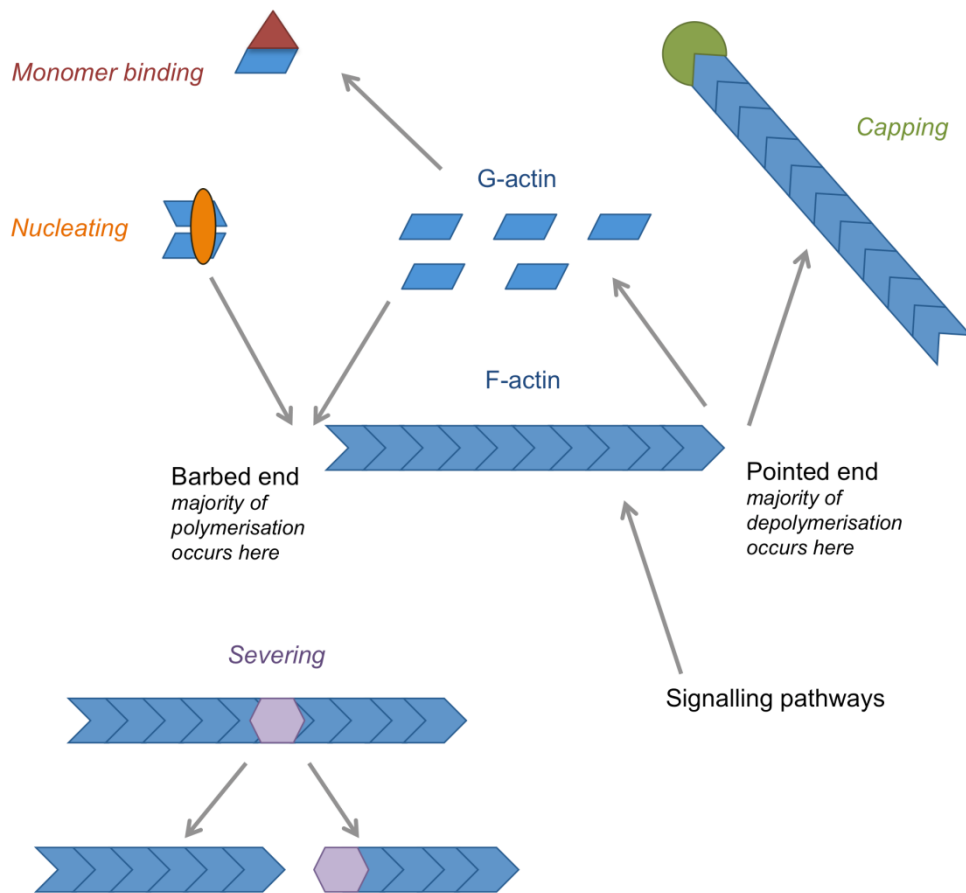 Monomer binding
Capping
G-actin
Nucleating
F-actin
Barbed end
majority of
polymerisation
occurs here
Pointed end
majority of
depolymerisation
occurs here
Severing
Signalling pathways